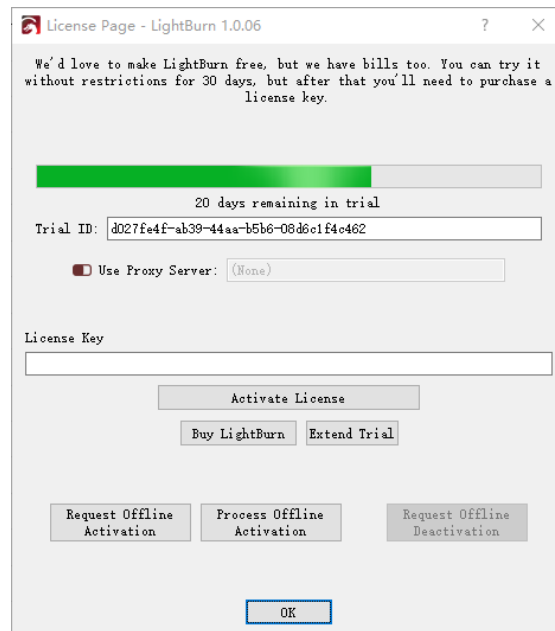 License Page - LightBurn 1.0.06
We'd love to make LightBurn free, but we have bills too. You can try it
without restrictions for 30 days, but after that you'll need to purchase a
license key.
20 days remaining in trial
Trial ID: d027fe4f-ab39-44aa-b5b6-08d6c1f4c462
Use Proxy Server: (None)
License Key
Activate License
Buy LightBurn Extend Trial
Request Offline Process Offline Request Offline
Activation Activation Deactivation
OK